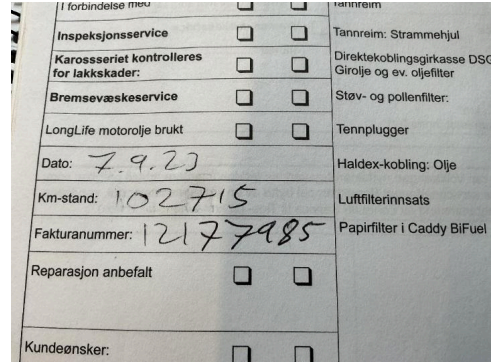 I forbindelse med
Inspeksjonsservice
Karossseriet kontrolleres
for lakkskader:
Bremsevæskeservice
LongLife motorolje brukt
Dato: 7.9.23
Km-stand: 102715
Fakturanummer: 12177985
Reparasjon anbefalt
Kundeønsker:
Tannreim
Tannreim: Strammehjul
Direktekoblingsgirkasse DSG
Girolje og ev. oljefilter
Støv- og pollenfilter:
Tennplugger
Haldex-kobling: Olje
Luftfilterinnsats
Papirfilter i Caddy BiFuel